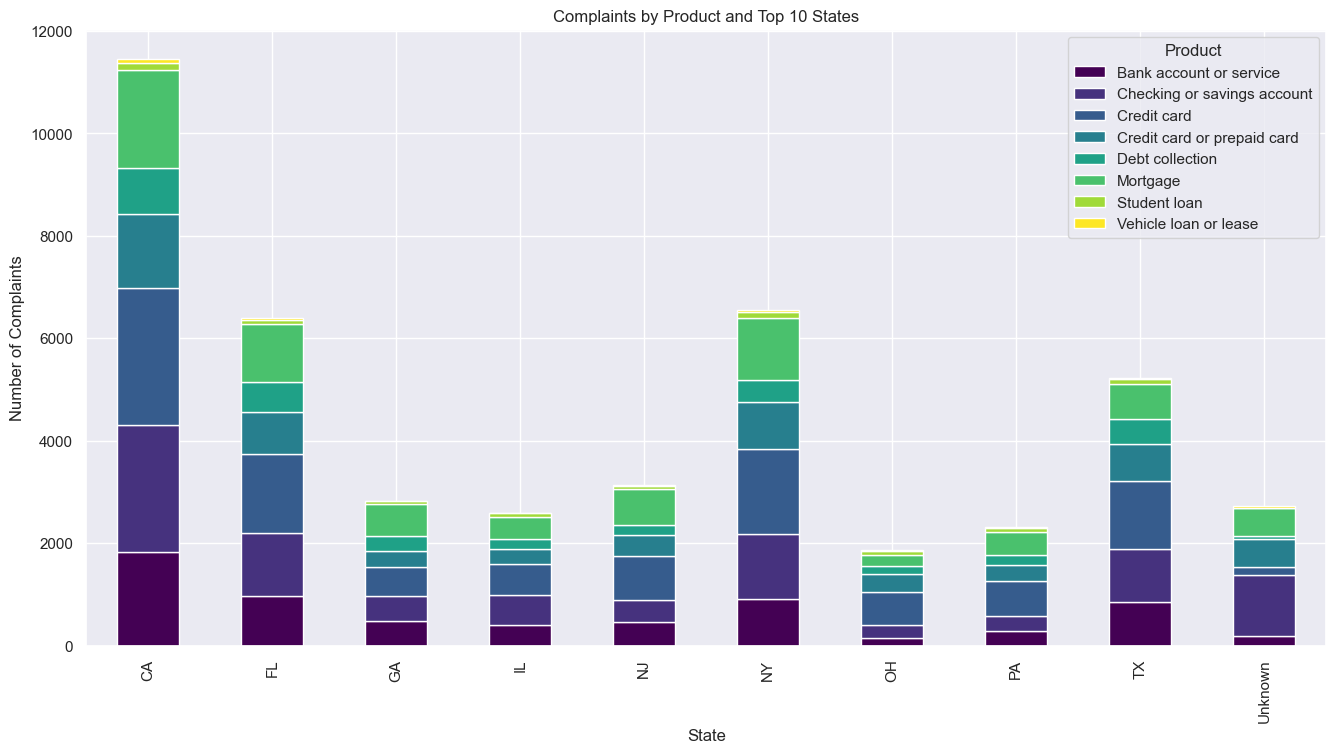 Complaints by Product and Top 10 States
Number of Complaints
12000
10000
8000
6000
4000
2000
0
Product
Bank account or service
Checking or savings account
Credit card
Credit card or prepaid card
Debt collection
Mortgage
Student loan
Vehicle loan or lease
CA
FL
GA
IL
NJ
NY
OH
PA
TX
Unknown
State